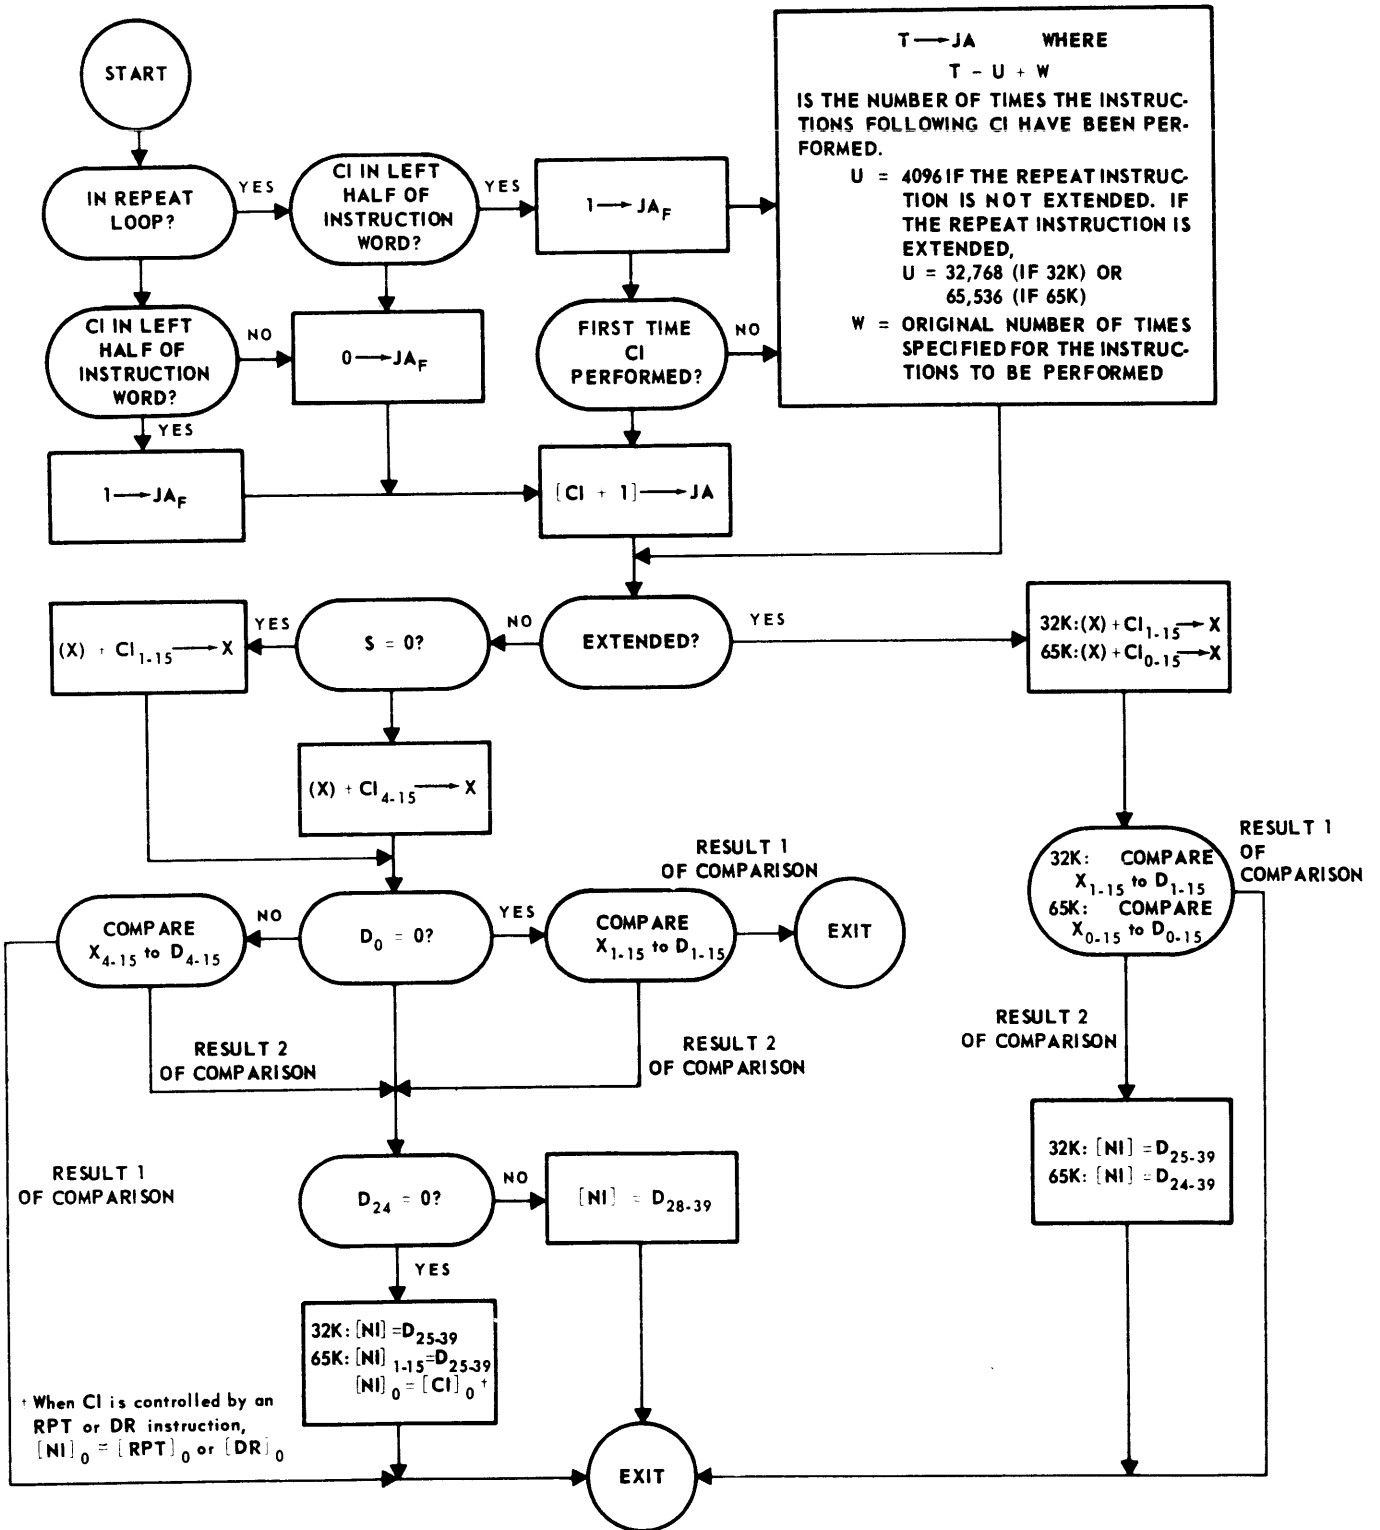 START
T → JA WHERE
T - U + W
IS THE NUMBER OF TIMES THE INSTRUC-
TIONS FOLLOWING CI HAVE BEEN PER-
FORMED.
U = 4096 IF THE REPEAT INSTRUC-
TION IS NOT EXTENDED. IF
THE REPEAT INSTRUCTION IS
EXTENDED,
U = 32,768 (IF 32K) OR
65,536 (IF 65K)
W = ORIGINAL NUMBER OF TIMES
SPECIFIED FOR THE INSTRUC-
TIONS TO BE PERFORMED
IN REPEAT
LOOP?
YES
CI IN LEFT
HALF OF
INSTRUCTION
WORD?
YES
1 → JA_F
CI IN LEFT
HALF OF
INSTRUCTION
WORD?
NO
0 → JA_F
FIRST TIME
CI
PERFORMED?
NO
YES
1 → JA_F
[CI + 1] → JA
(X) + CI_1-15 → X
YES
S = 0?
NO
EXTENDED?
YES
32K:(X) + CI_1-15 → X
65K:(X) + CI_0-15 → X
(X) + CI_4-15 → X
COMPARE
X_4-15 to D_4-15
NO
D_0 = 0?
YES
COMPARE
X_1-15 to D_1-15
RESULT 1
OF COMPARISON
EXIT
32K: COMPARE
X_1-15 to D_1-15
65K: COMPARE
X_0-15 to D_0-15
RESULT 1
OF
COMPARISON
RESULT 2
OF COMPARISON
RESULT 2
OF COMPARISON
RESULT 2
OF COMPARISON
RESULT 1
OF COMPARISON
D_24 = 0?
NO
[NI] = D_28-39
32K: [NI] = D_25-39
65K: [NI] = D_24-39
YES
32K: [NI] = D_25-39
65K: [NI]_1-15 = D_25-39
[NI]_0 = [CI]_0 †
† When CI is controlled by an
RPT or DR instruction,
[NI]_0 = [RPT]_0 or [DR]_0
EXIT